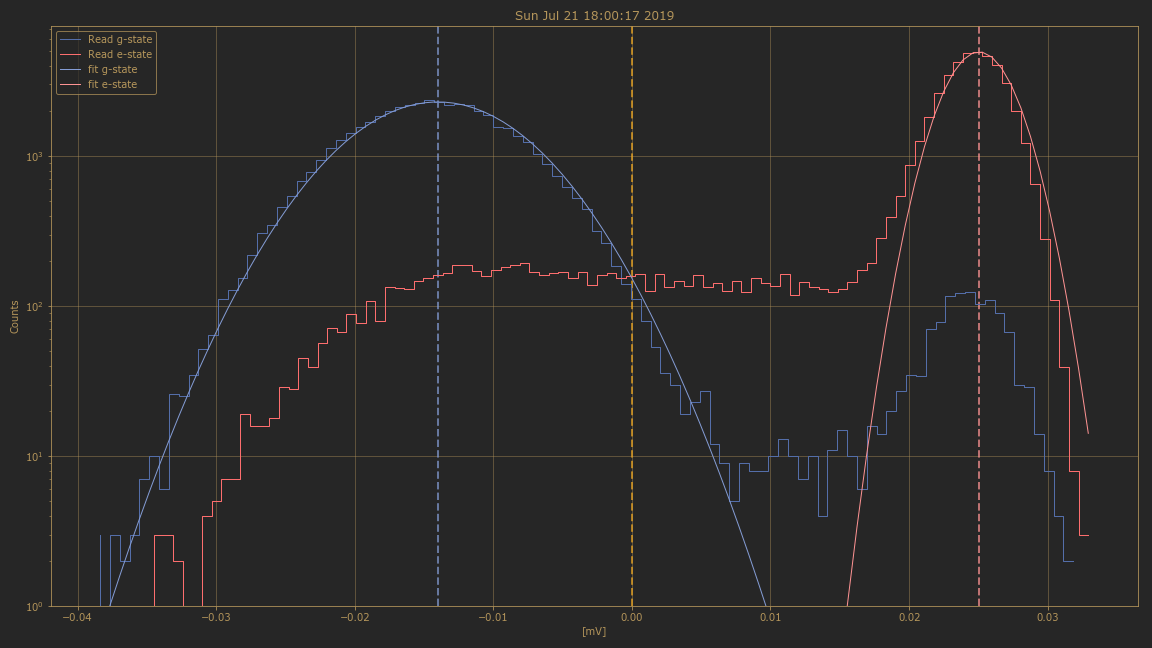 Sun Jul 21 18:00:17 2019
Read g-state
Read e-state
fit g-state
fit e-state
Counts
10³
10²
10¹
10⁰
−0.04 −0.03 −0.02 −0.01 0.00 0.01 0.02 0.03
[mV]